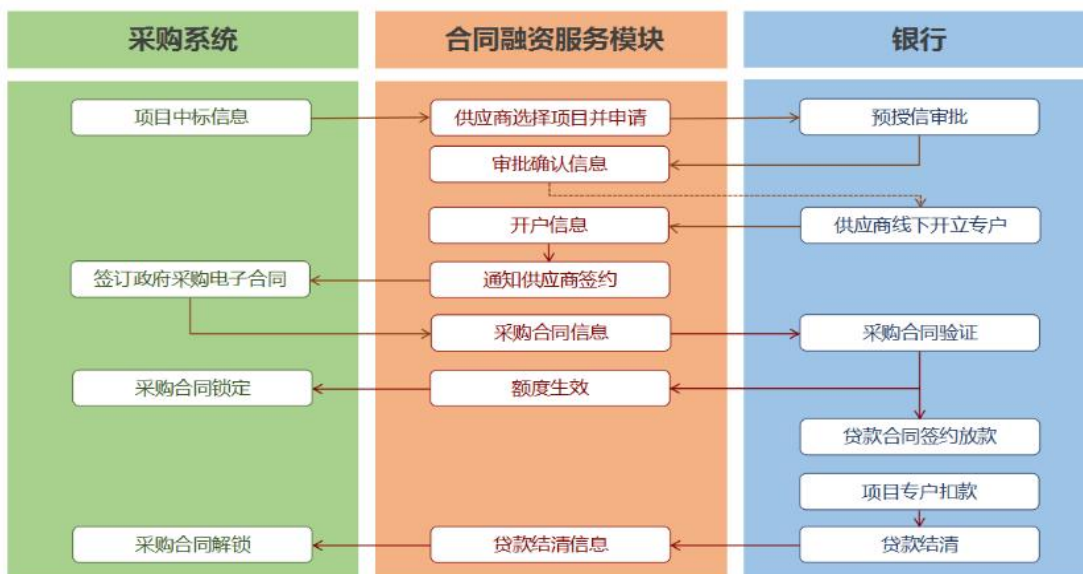 采购系统
合同融资服务模块
银行
项目中标信息
供应商选择项目并申请
预授信审批
审批确认信息
开户信息
供应商线下开立专户
签订政府采购电子合同
通知供应商签约
采购合同信息
采购合同验证
采购合同锁定
额度生效
贷款合同签约放款
项目专户扣款
采购合同解锁
贷款结清信息
贷款结清